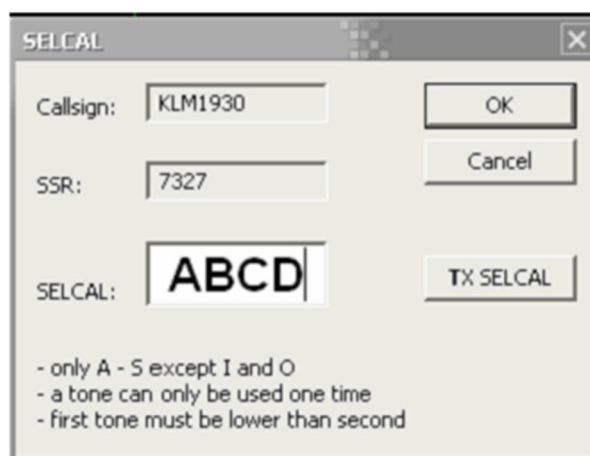 SELCAL
Callsign: KLM1930 OK
Cancel
SSR: 7327
SELCAL: ABCD TX SELCAL
- only A - S except I and O
- a tone can only be used one time
- first tone must be lower than second